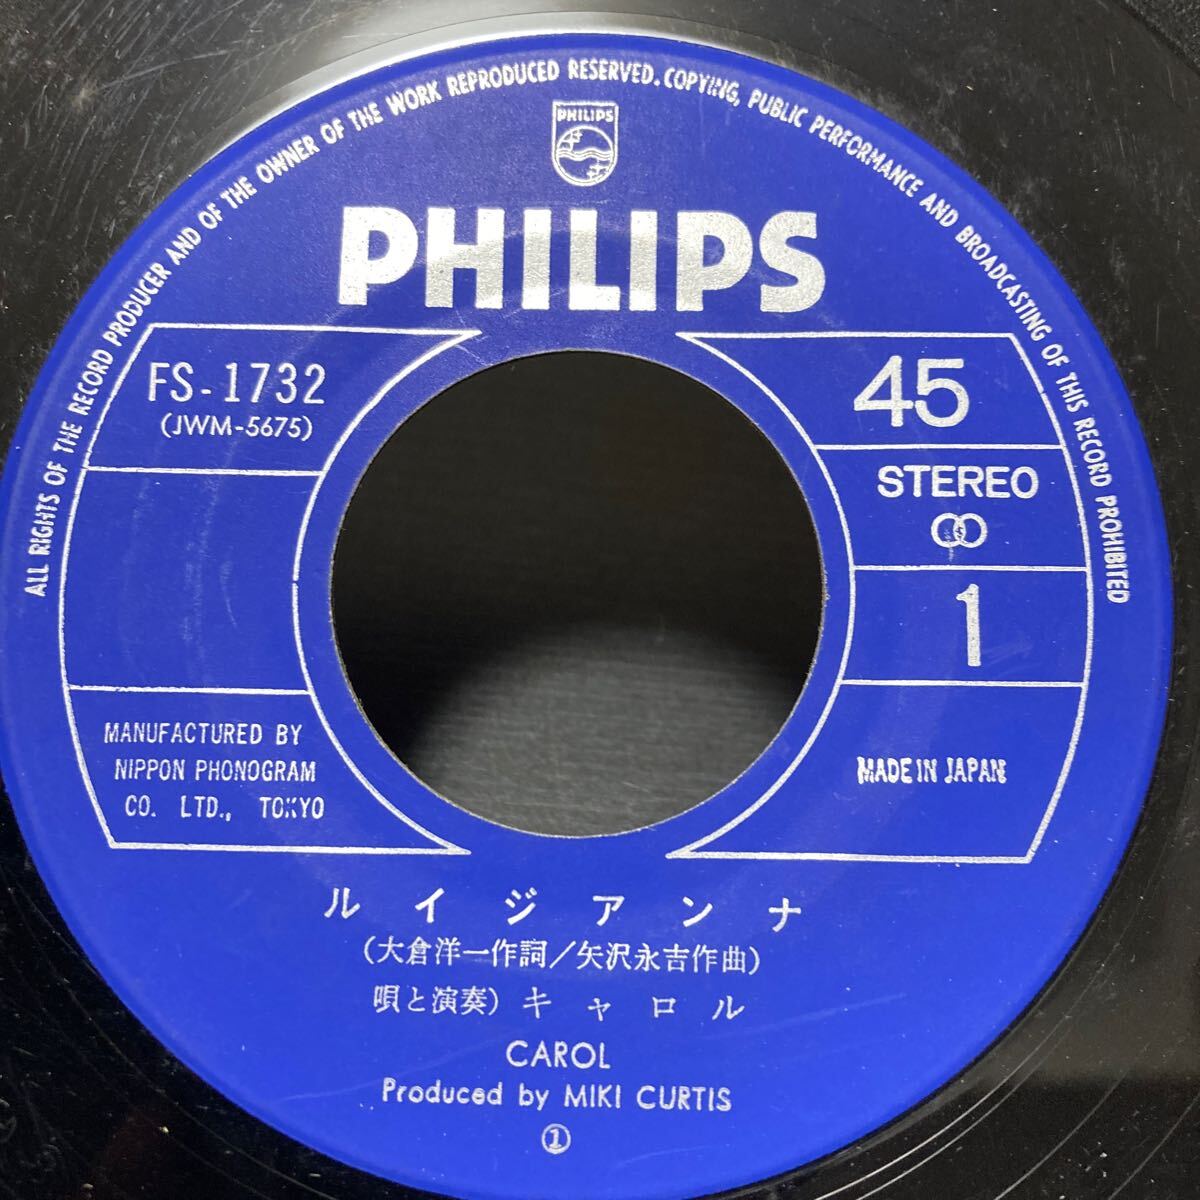 ALL RIGHTS OF THE RECORD PRODUCER AND OF THE OWNER OF THE WORK REPRODUCED RESERVED. COPYING, PUBLIC PERFORMANCE AND BROADCASTING OF THIS RECORD PROHIBITED
PHILIPS
PHILIPS
FS-1732
(JWM-5675)
45
STEREO
1
MANUFACTURED BY
NIPPON PHONOGRAM
CO. LTD., TOKYO
MADE IN JAPAN
ルイジアンナ
(大倉洋一作詞/矢沢永吉作曲)
唄と演奏) キャロル
CAROL
Produced by MIKI CURTIS
①